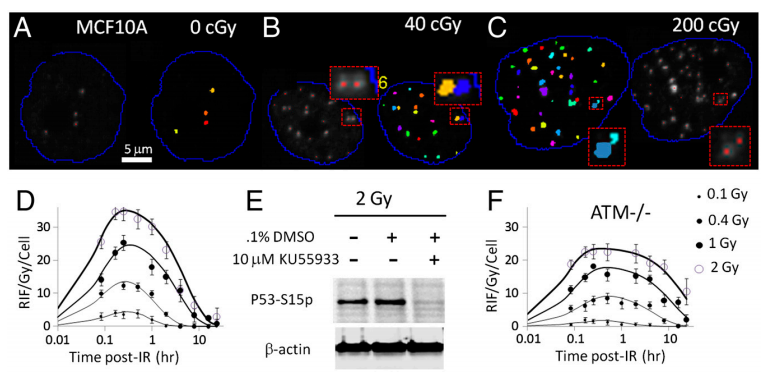 A MCF10A 0 cGy
B 40 cGy
6
C 200 cGy
5 μm
D
RIF/Gy/Cell
30
20
10
0
0.01 0.1 1 10 100
Time post-IR (hr)
E 2 Gy
.1% DMSO - + +
10 μM KU55933 - - +
P53-S15p
β-actin
F ATM-/-
RIF/Gy/Cell
30
20
10
0
0.01 0.1 1 10 100
Time post-IR (hr)
0.1 Gy
0.4 Gy
1 Gy
2 Gy